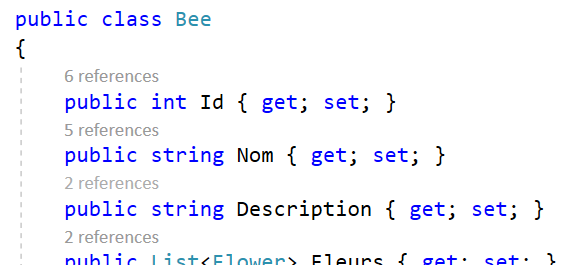 public class Bee
{
6 references
public int Id { get; set; }
5 references
public string Nom { get; set; }
2 references
public string Description { get; set; }
2 references
public List<Flower> Fleurs { get; set; }